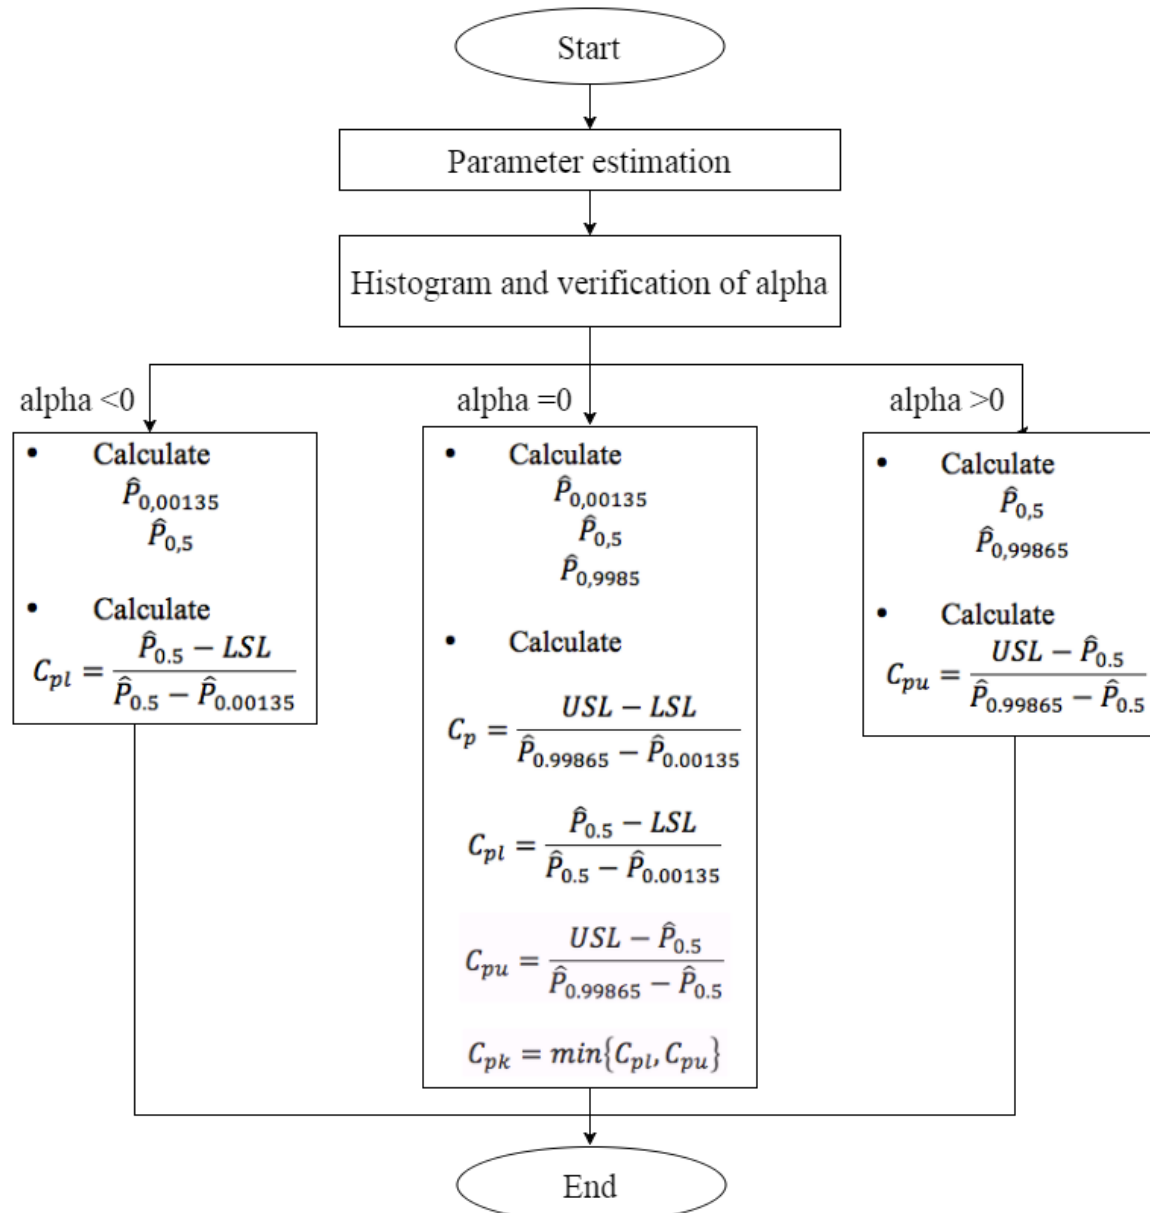 Start
Parameter estimation
Histogram and verification of alpha
alpha <0
• Calculate
P̂0,00135
P̂0,5
• Calculate
Cpl = (P̂0.5 − LSL) / (P̂0.5 − P̂0.00135)
alpha =0
• Calculate
P̂0,00135
P̂0,5
P̂0,9985
• Calculate
Cp = (USL − LSL) / (P̂0.99865 − P̂0.00135)
Cpl = (P̂0.5 − LSL) / (P̂0.5 − P̂0.00135)
Cpu = (USL − P̂0.5) / (P̂0.99865 − P̂0.5)
Cpk = min{Cpl, Cpu}
alpha >0
• Calculate
P̂0,5
P̂0,99865
• Calculate
Cpu = (USL − P̂0.5) / (P̂0.99865 − P̂0.5)
End